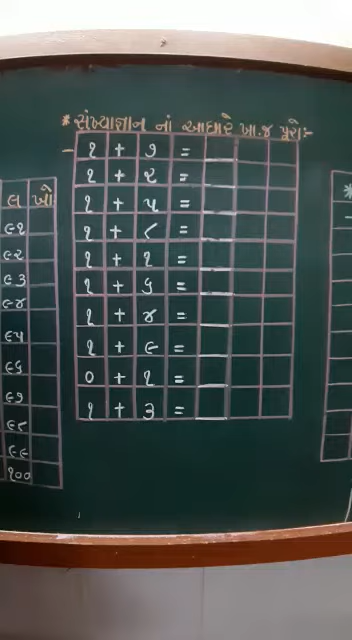 * સંખ્યાજ્ઞાન નાં આધારે ખા.જ પૂરો:-
૧ + ૭ =
૧ + ૨ =
૧ + ૫ =
૧ + ૮ =
૧ + ૧ =
૧ + ૬ =
૧ + ૪ =
૧ + ૯ =
૦ + ૧ =
૧ + ૩ =
લ ખો
૯૧
૯૨
૯૩
૯૪
૯૫
૯૬
૯૭
૯૮
૯૯
૧૦૦
*